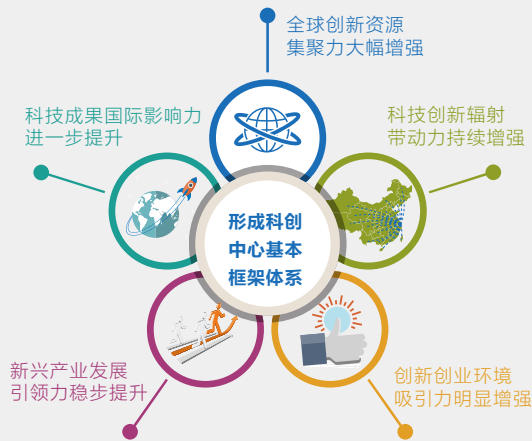 全球创新资源
集聚力大幅增强
科技成果国际影响力
进一步提升
科技创新辐射
带动力持续增强
形成科创
中心基本
框架体系
新兴产业发展
引领力稳步提升
创新创业环境
吸引力明显增强